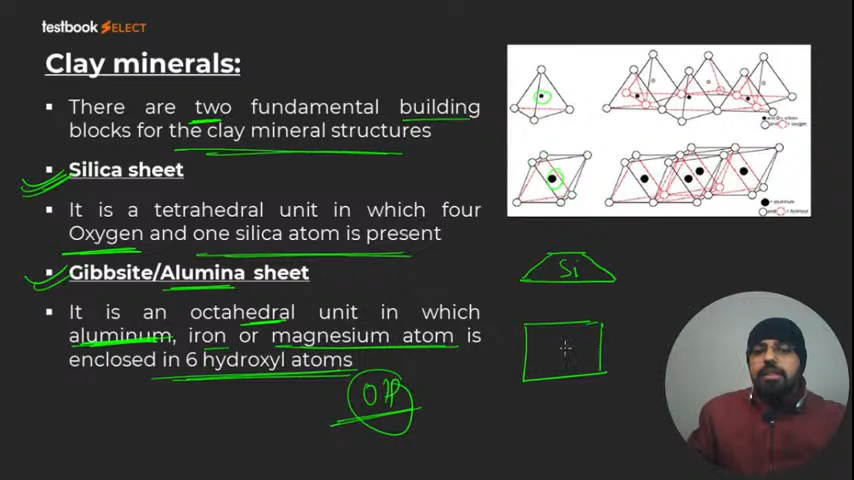 testbook SELECT
Clay minerals:
▪ There are two fundamental building
blocks for the clay mineral structures
▪ Silica sheet
▪ It is a tetrahedral unit in which four
Oxygen and one silica atom is present
▪ Gibbsite/Alumina sheet
▪ It is an octahedral unit in which
aluminum, iron or magnesium atom is
enclosed in 6 hydroxyl atoms
Si
OH